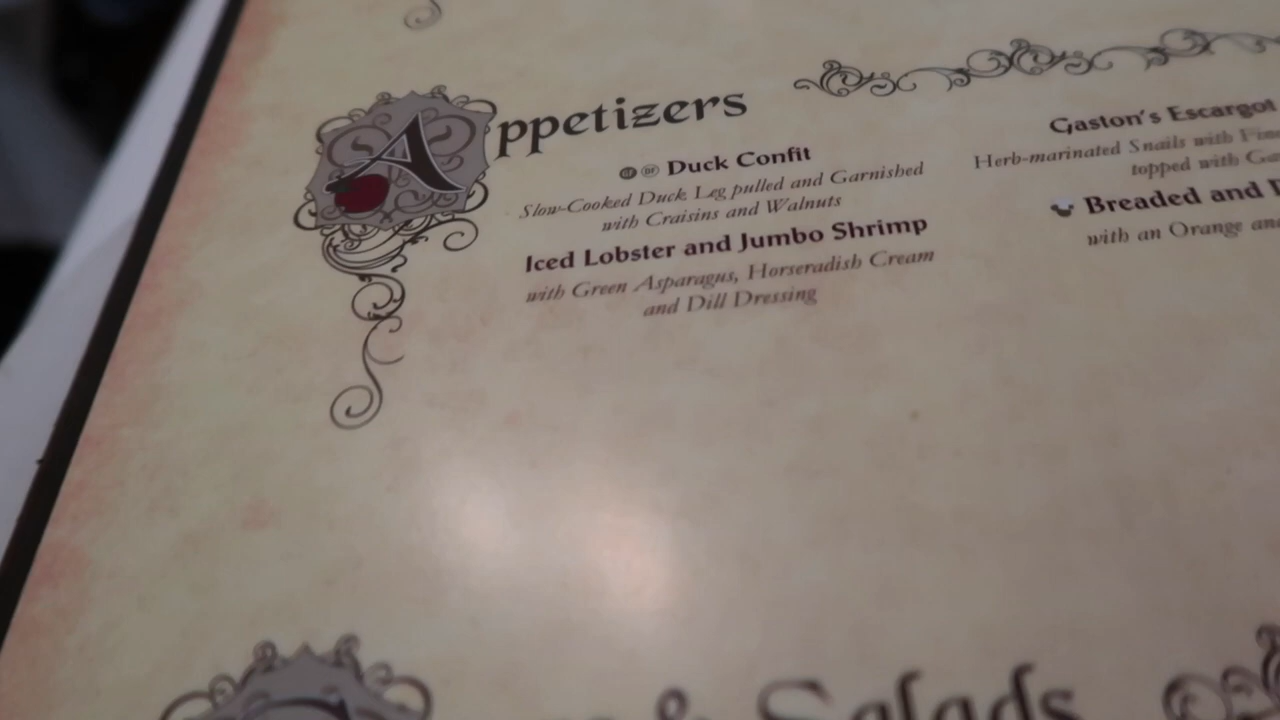 Appetizers
GF DF Duck Confit
Slow-Cooked Duck Leg pulled and Garnished
with Craisins and Walnuts
Iced Lobster and Jumbo Shrimp
with Green Asparagus, Horseradish Cream
and Dill Dressing
Gaston's Escargot
Herb-marinated Snails with
topped with
Breaded and
with an Orange
& Salads